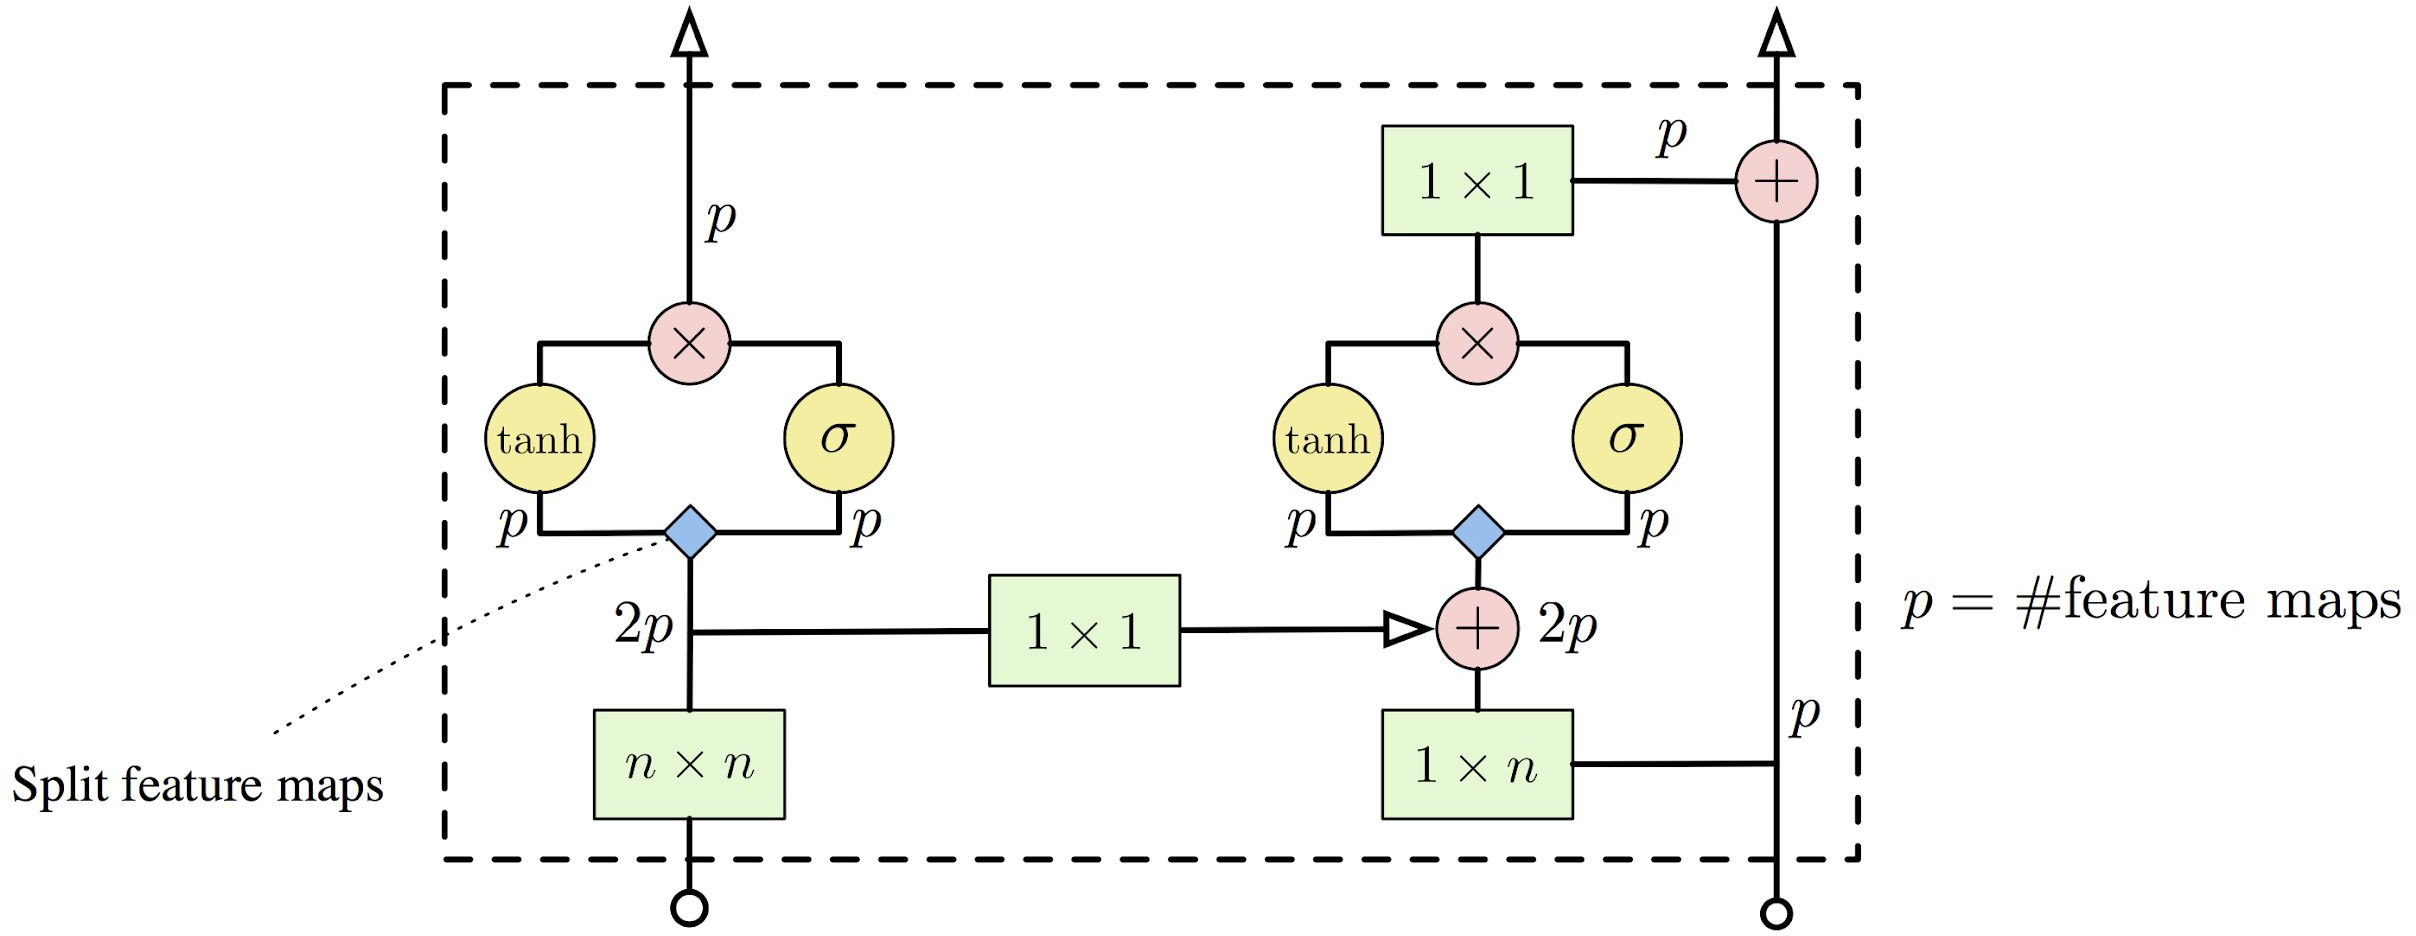 p
1 × 1
p
+
×
×
tanh
σ
tanh
σ
p
p
p
p
2p
1 × 1
+
2p
p = #feature maps
p
n × n
1 × n
Split feature maps